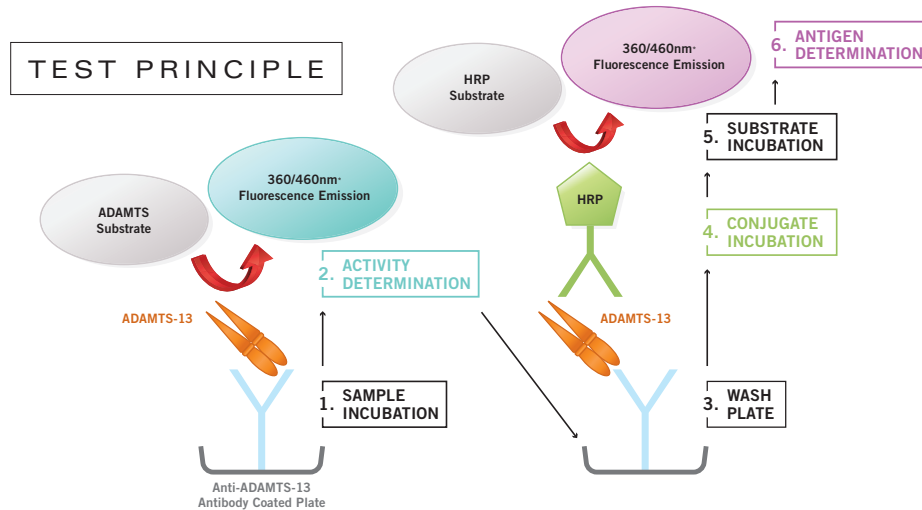 TEST PRINCIPLE
ADAMTS
Substrate
360/460nm*
Fluorescence Emission
2. ACTIVITY
DETERMINATION
ADAMTS-13
1. SAMPLE
INCUBATION
Anti-ADAMTS-13
Antibody Coated Plate
HRP
Substrate
360/460nm*
Fluorescence Emission
6. ANTIGEN
DETERMINATION
5. SUBSTRATE
INCUBATION
HRP
4. CONJUGATE
INCUBATION
ADAMTS-13
3. WASH
PLATE